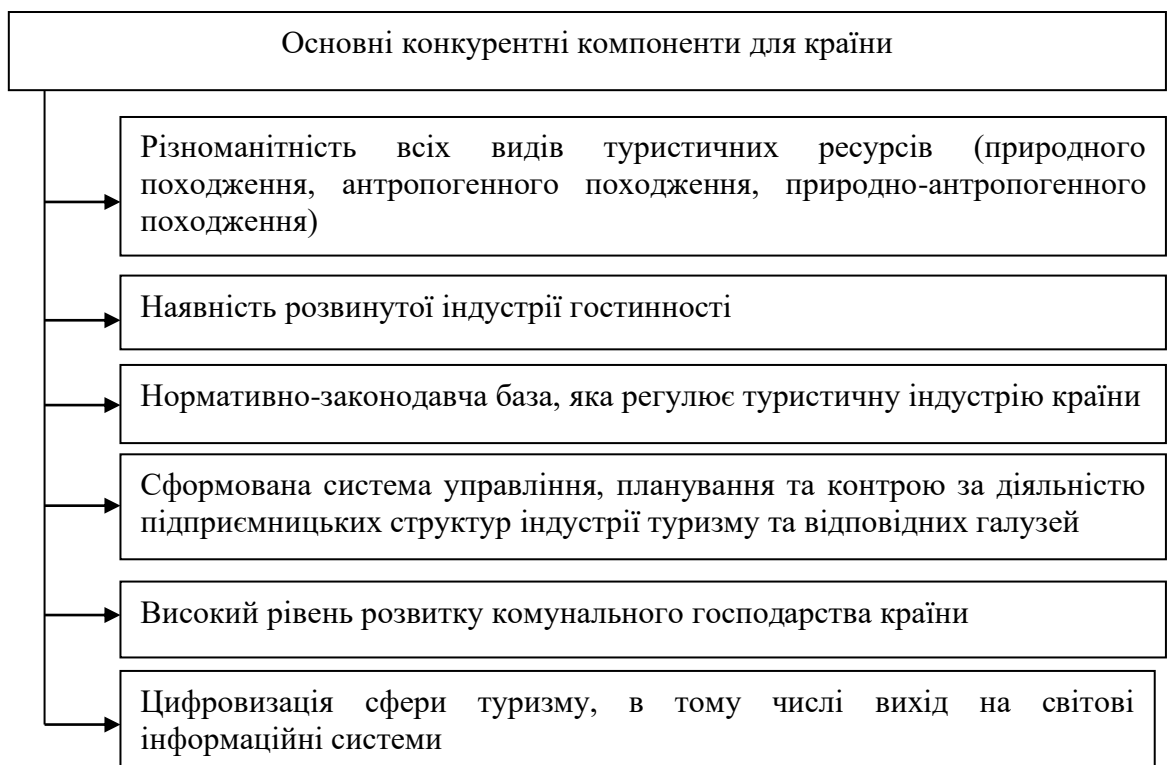 Основні конкурентні компоненти для країни
Різноманітність всіх видів туристичних ресурсів (природного
походження, антропогенного походження, природно-антропогенного
походження)
Наявність розвинутої індустрії гостинності
Нормативно-законодавча база, яка регулює туристичну індустрію країни
Сформована система управління, планування та контрою за діяльністю
підприємницьких структур індустрії туризму та відповідних галузей
Високий рівень розвитку комунального господарства країни
Цифровизація сфери туризму, в тому числі вихід на світові
інформаційні системи